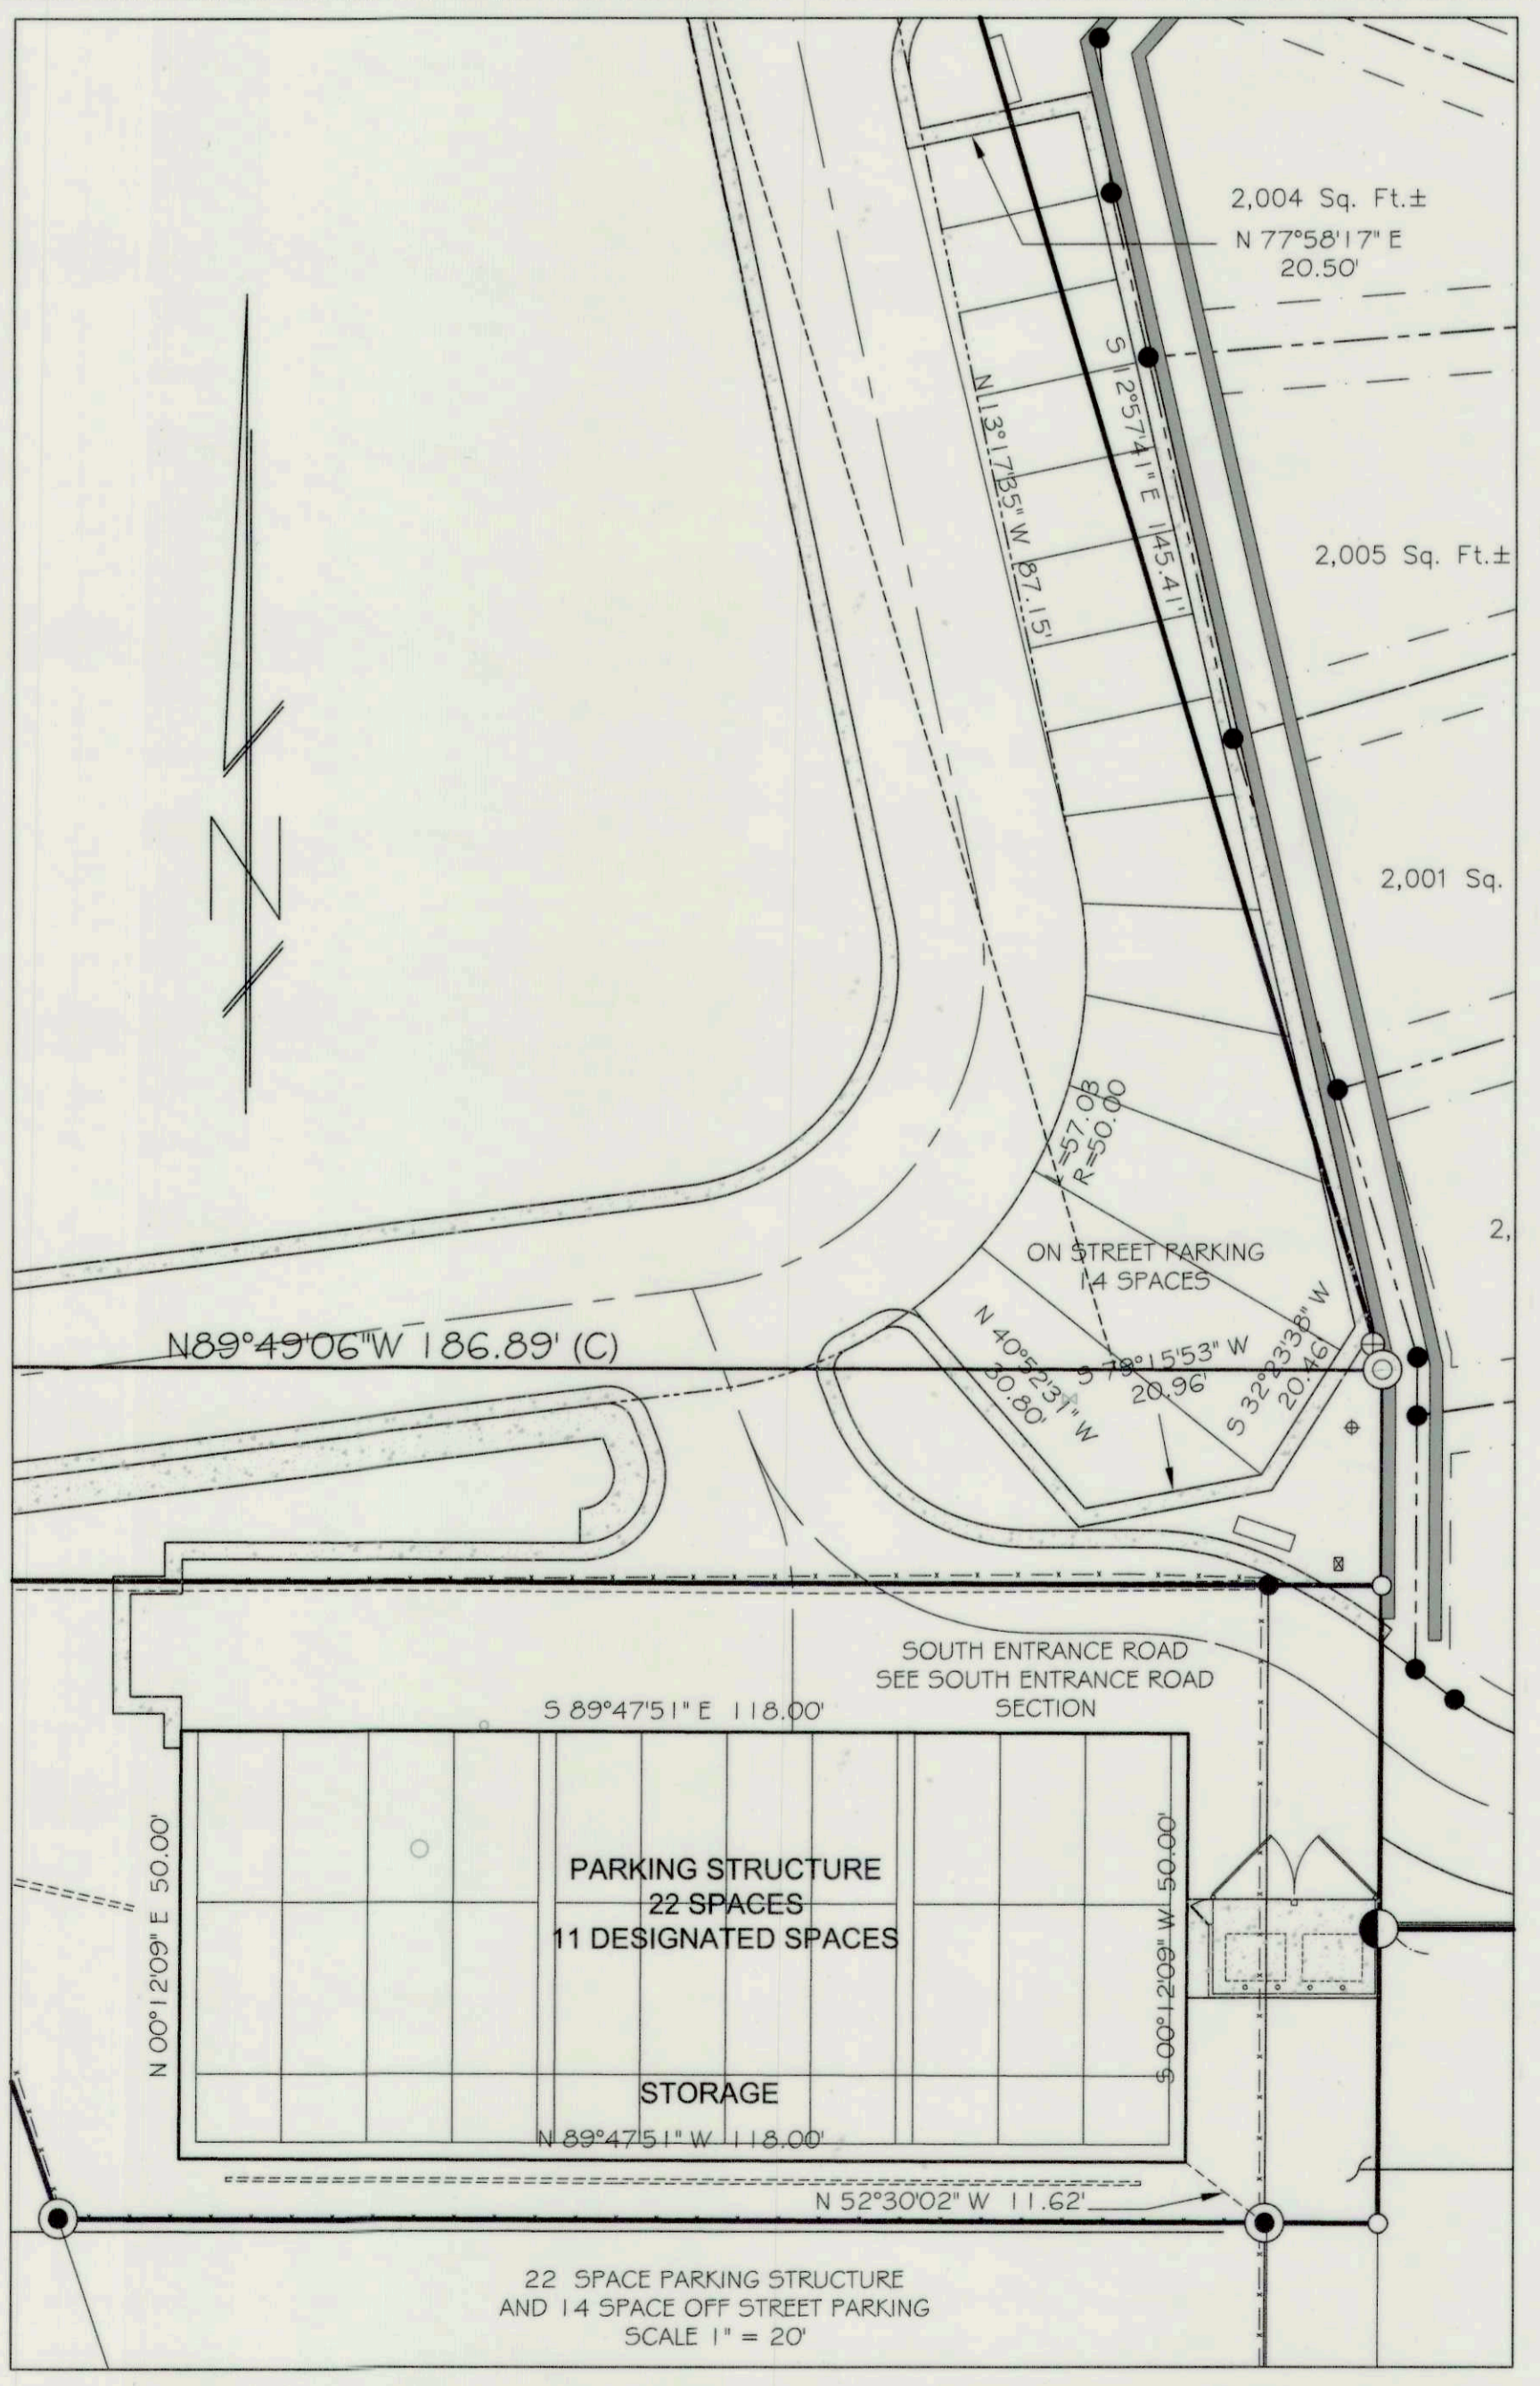 2,004 Sq. Ft.±
N 77°58'17" E
20.50'
S 12°57'41" E 145.41'
N 13°17'35" W 87.15'
2,005 Sq. Ft.±
N
2,001 Sq.
L=57.03
R=50.00
2,
ON STREET PARKING
14 SPACES
N89°49'06"W 186.89' (C)
N 40°52'31" W
30.80'
S 79°15'53" W
20.96'
S 32°23'38" W
20.46'
SOUTH ENTRANCE ROAD
SEE SOUTH ENTRANCE ROAD
SECTION
S 89°47'51" E 118.00'
N 00°12'09" E 50.00'
PARKING STRUCTURE
22 SPACES
11 DESIGNATED SPACES
S 00°12'09" W 50.00'
STORAGE
N 89°47'51" W 118.00'
N 52°30'02" W 11.62'
22 SPACE PARKING STRUCTURE
AND 14 SPACE OFF STREET PARKING
SCALE 1" = 20'